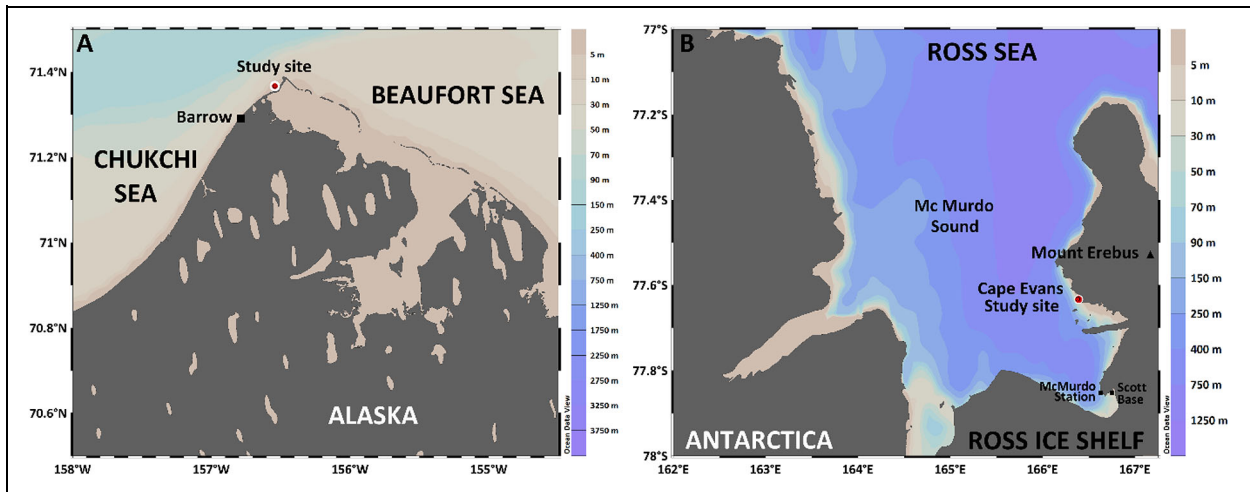 A
Study site
71.4°N
BEAUFORT SEA
Barrow
71.2°N
CHUKCHI
SEA
71°N
70.8°N
70.6°N
ALASKA
158°W
157°W
156°W
155°W
5 m
10 m
30 m
50 m
70 m
90 m
150 m
250 m
400 m
750 m
1250 m
1750 m
2250 m
2750 m
3250 m
3750 m
Ocean Data View
77°S
B
ROSS SEA
77.2°S
77.4°S
Mc Murdo
Sound
Mount Erebus
Cape Evans
Study site
77.6°S
77.8°S
McMurdo
Station
Scott
Base
ANTARCTICA
ROSS ICE SHELF
78°S
162°E
163°E
164°E
165°E
166°E
167°E
5 m
10 m
30 m
50 m
70 m
90 m
150 m
250 m
400 m
750 m
1250 m
Ocean Data View